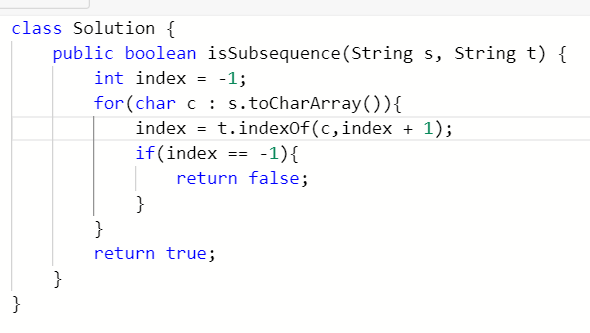 class Solution {
    public boolean isSubsequence(String s, String t) {
        int index = -1;
        for(char c : s.toCharArray()){
            index = t.indexOf(c,index + 1);
            if(index == -1){
                return false;
            }
        }
        return true;
    }
}